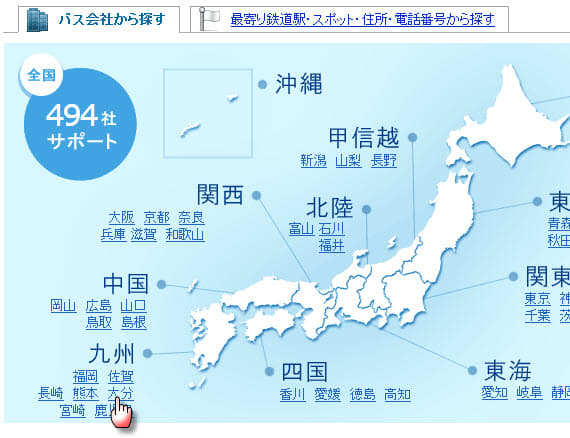 バス会社から探す
最寄り鉄道駅・スポット・住所・電話番号から探す
全国
494社
サポート
沖縄
甲信越
新潟 山梨 長野
関西
大阪 京都 奈良
兵庫 滋賀 和歌山
北陸
富山 石川
福井
東
青森
秋田
中国
岡山 広島 山口
鳥取 島根
関東
東京 神
千葉 茨
九州
福岡 佐賀
長崎 熊本 大分
宮崎 鹿
四国
香川 愛媛 徳島 高知
東海
愛知 岐阜 静岡